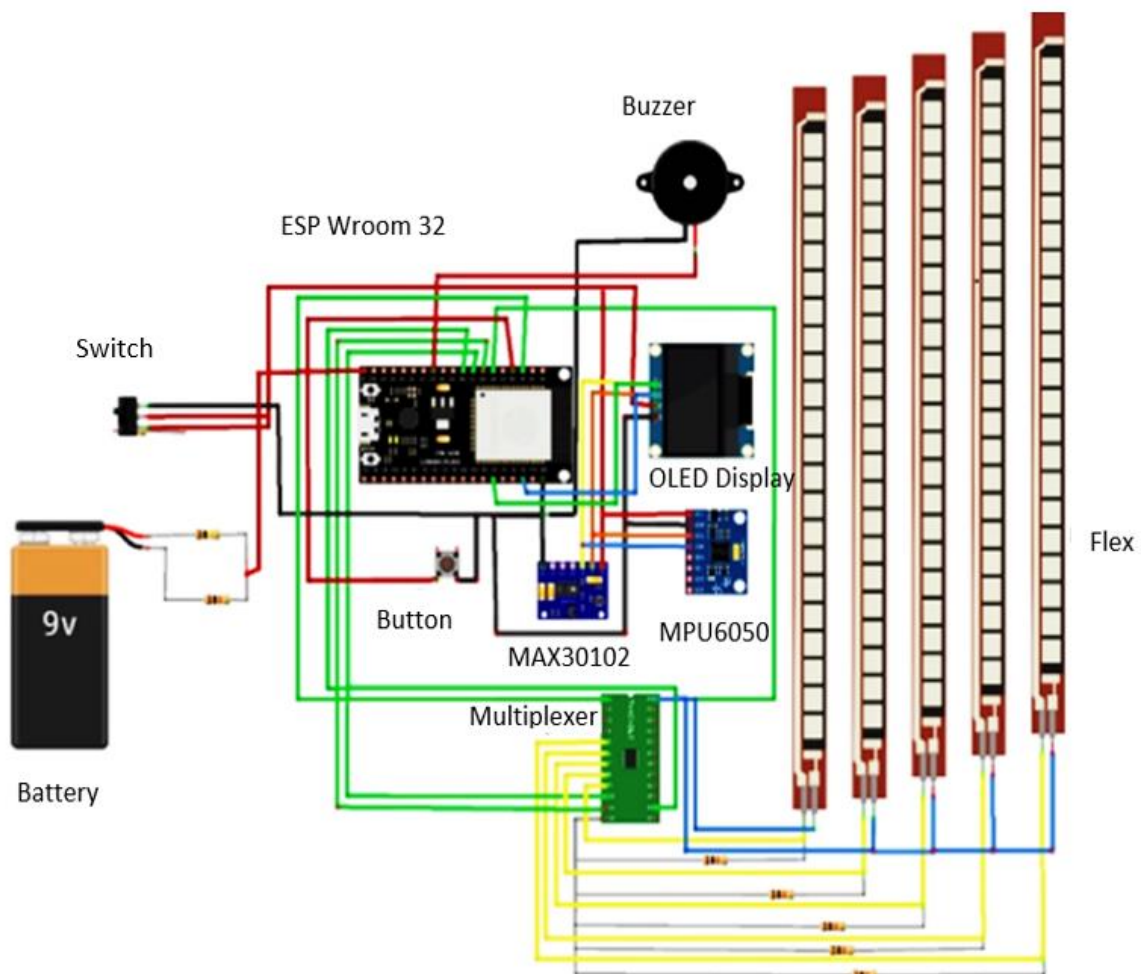 Buzzer
ESP Wroom 32
Switch
OLED Display
Flex
9v
Button
MPU6050
MAX30102
Multiplexer
Battery